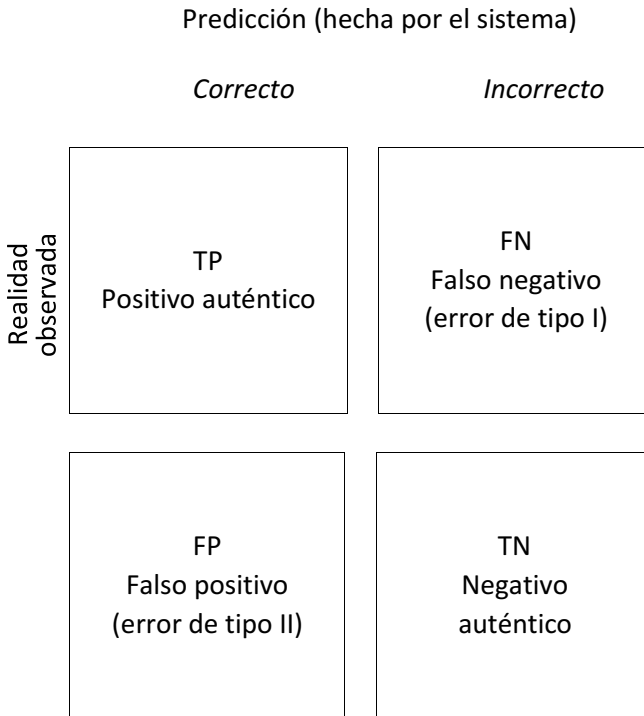 Predicción (hecha por el sistema)
Correcto
Incorrecto
Realidad
observada
TP
Positivo auténtico
FN
Falso negativo
(error de tipo I)
FP
Falso positivo
(error de tipo II)
TN
Negativo
auténtico